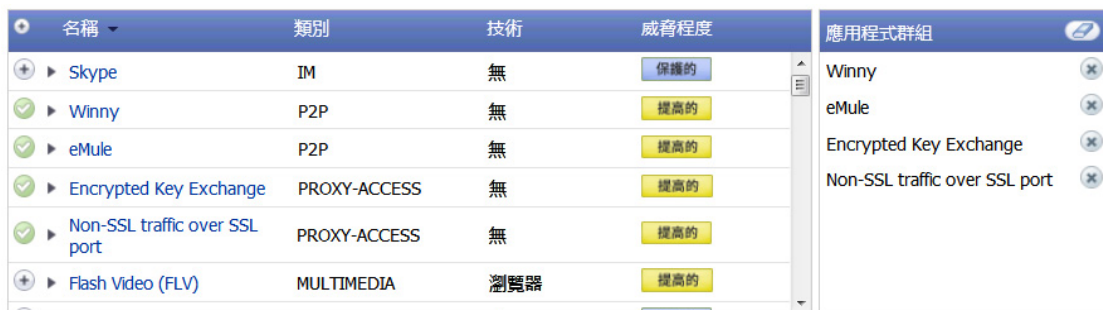 名稱 類別 技術 威脅程度 應用程式群組
Skype IM 無 保護的 Winny
Winny P2P 無 提高的 eMule
eMule P2P 無 提高的 Encrypted Key Exchange
Encrypted Key Exchange PROXY-ACCESS 無 提高的 Non-SSL traffic over SSL port
Non-SSL traffic over SSL
port PROXY-ACCESS 無 提高的
Flash Video (FLV) MULTIMEDIA 瀏覽器 提高的